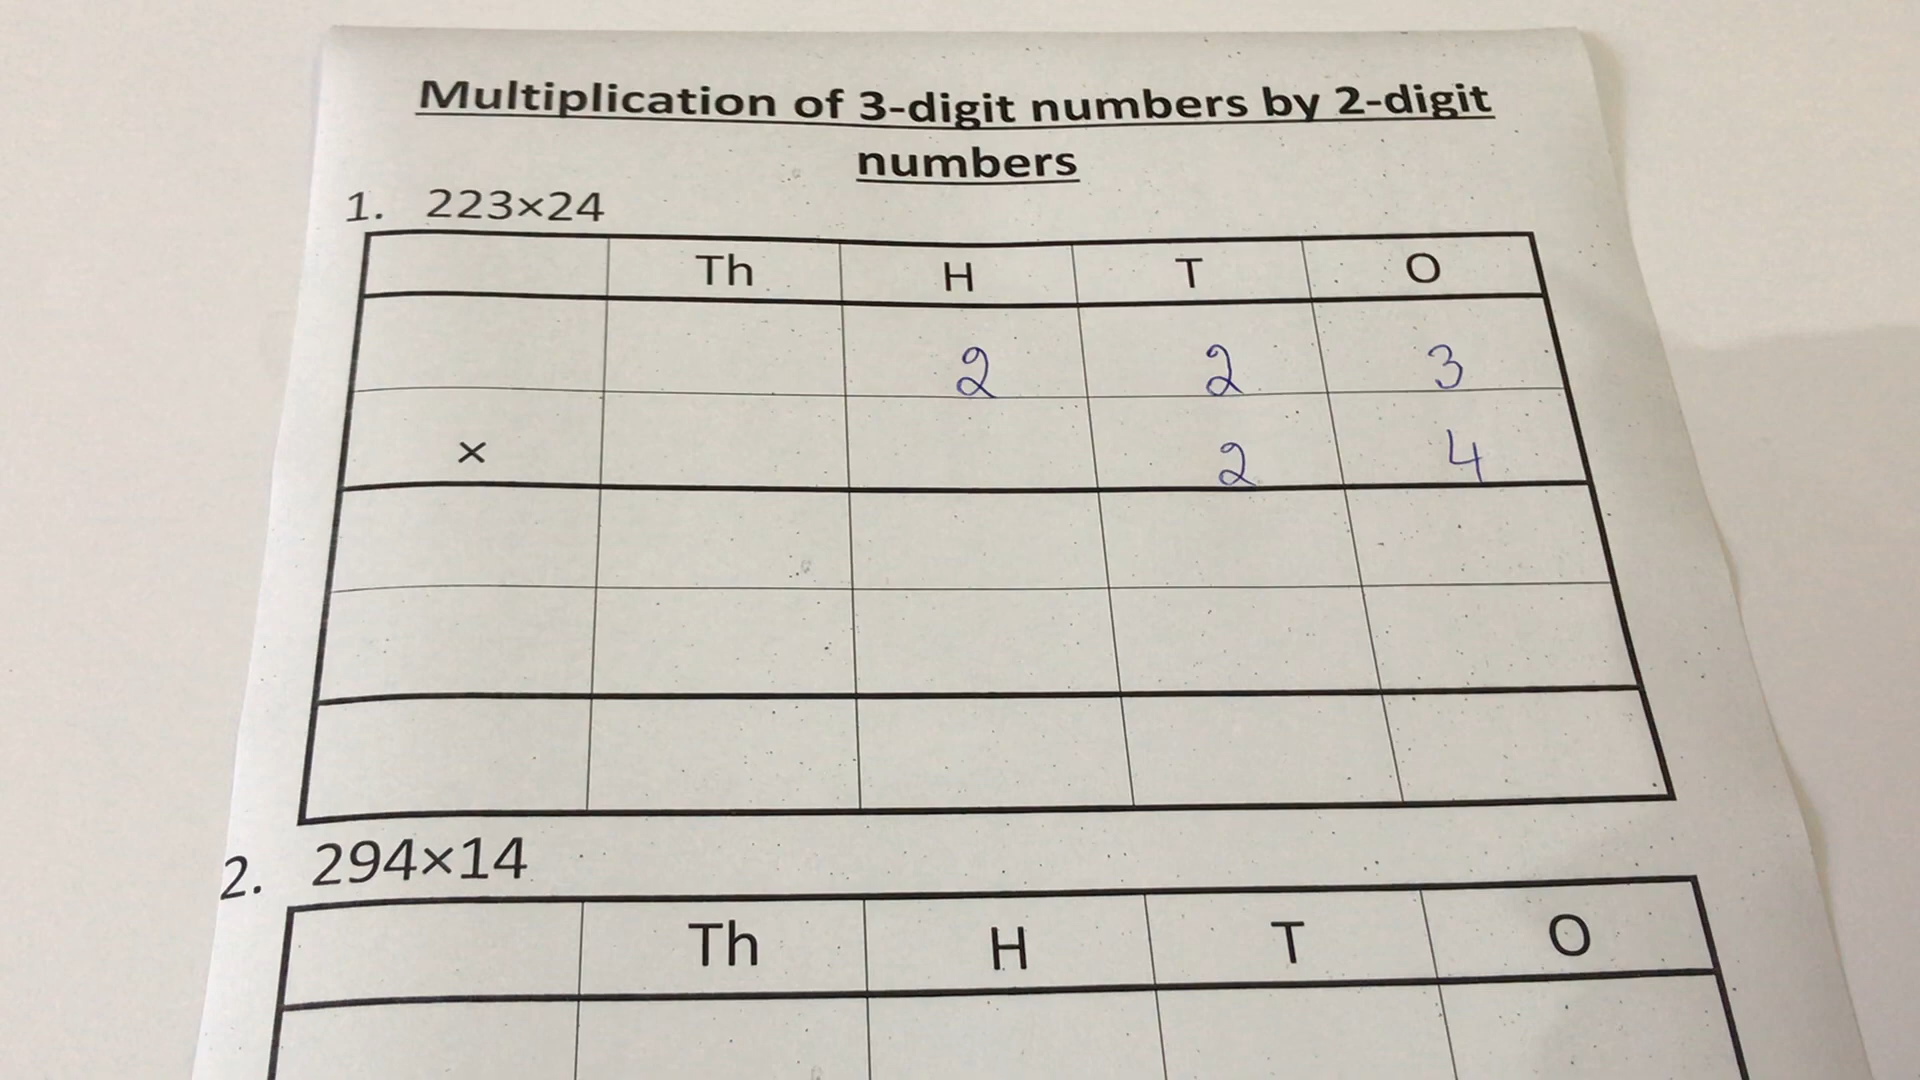 Multiplication of 3-digit numbers by 2-digit
numbers
1. 223×24
Th H T O
2 2 3
× 2 4
2. 294×14
Th H T O